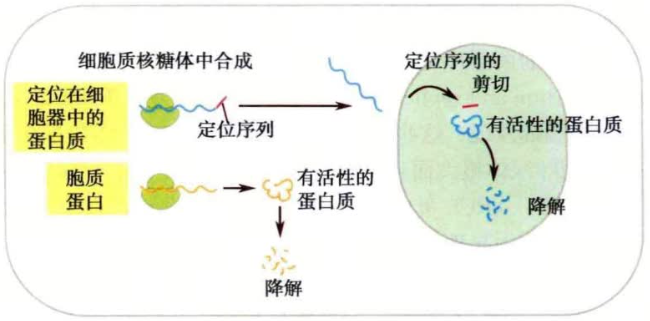 细胞质核糖体中合成
定位在细
胞器中的
蛋白质
定位序列
定位序列的
剪切
有活性的蛋白质
降解
胞质
蛋白
有活性的
蛋白质
降解